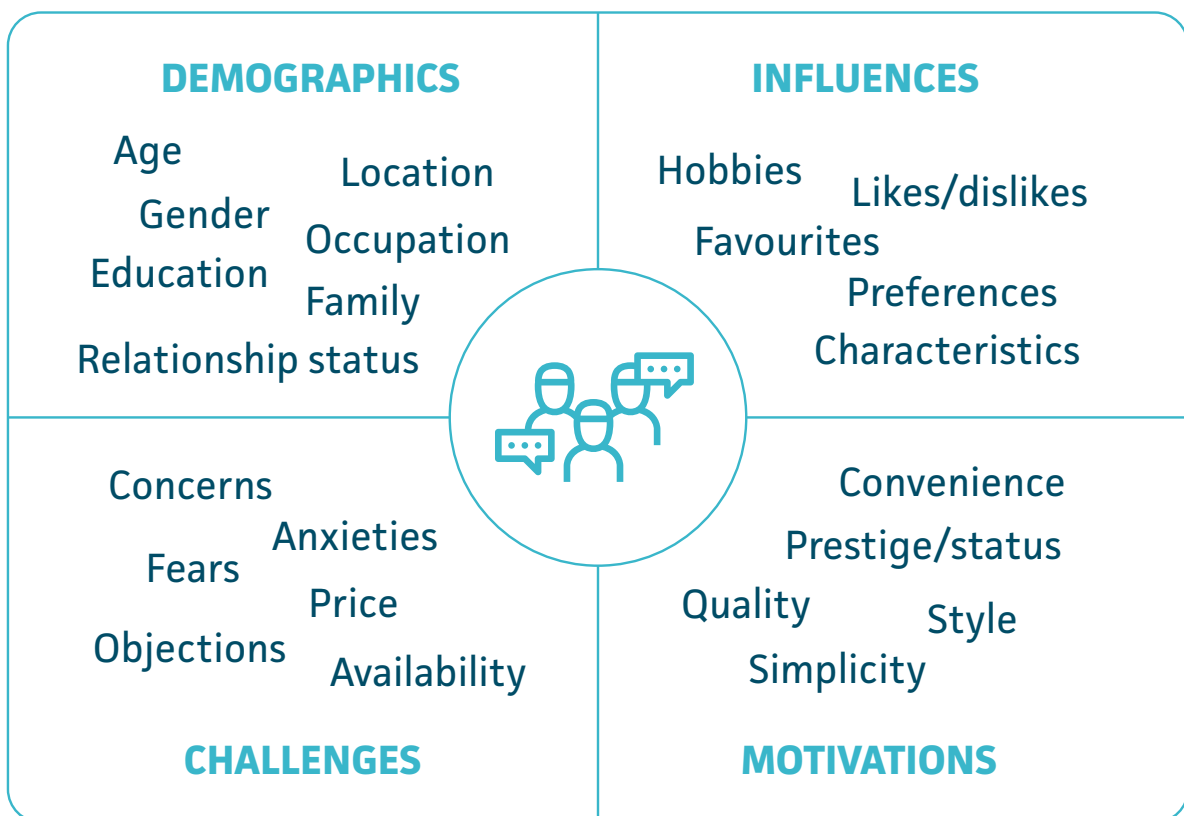 DEMOGRAPHICS
Age
Location
Gender
Occupation
Education
Family
Relationship status
INFLUENCES
Hobbies
Likes/dislikes
Favourites
Preferences
Characteristics
Concerns
Anxieties
Fears
Price
Objections
Availability
CHALLENGES
Convenience
Prestige/status
Quality
Style
Simplicity
MOTIVATIONS